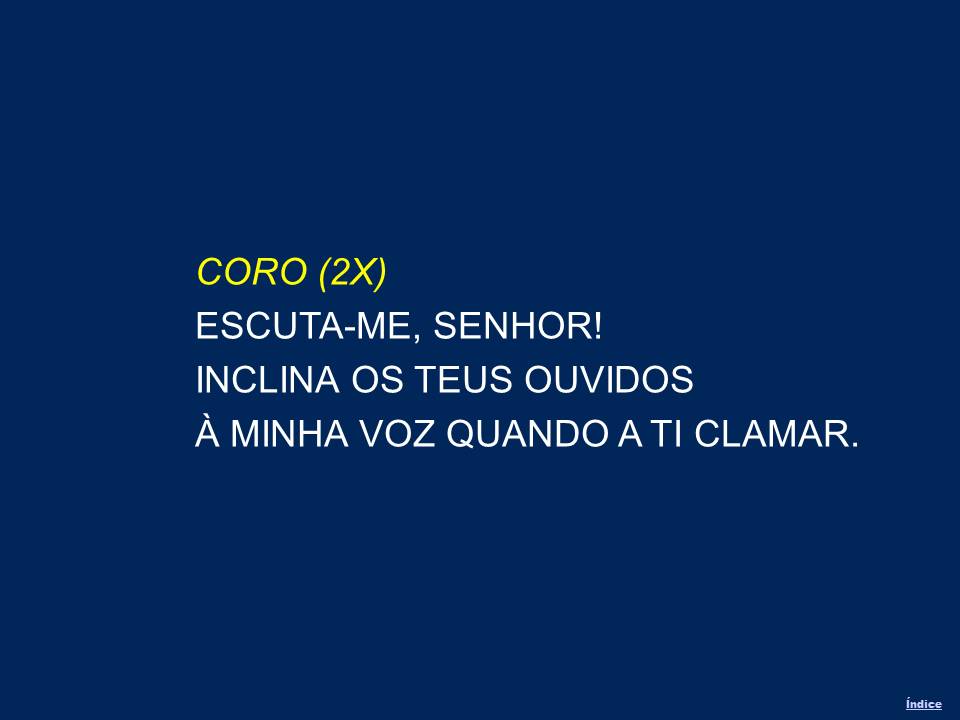 CORO (2X)
ESCUTA-ME, SENHOR!
INCLINA OS TEUS OUVIDOS
À MINHA VOZ QUANDO A TI CLAMAR.
Índice